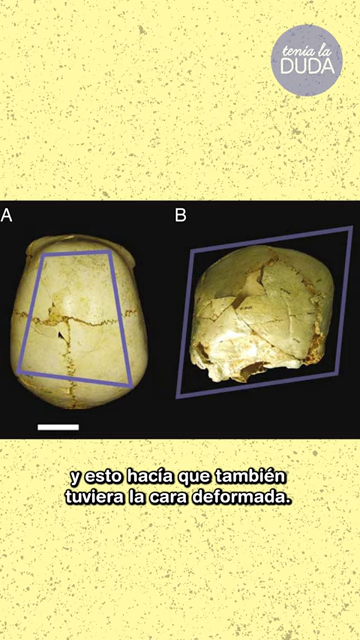 tenía la
DUDA
A
B
y esto hacía que también
tuviera la cara deformada.